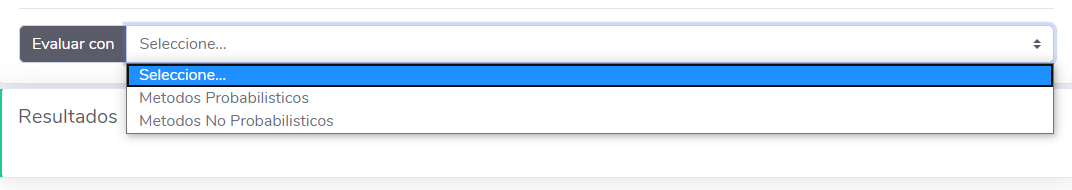 Evaluar con Seleccione...
Seleccione...
Metodos Probabilisticos
Metodos No Probabilisticos
Resultados